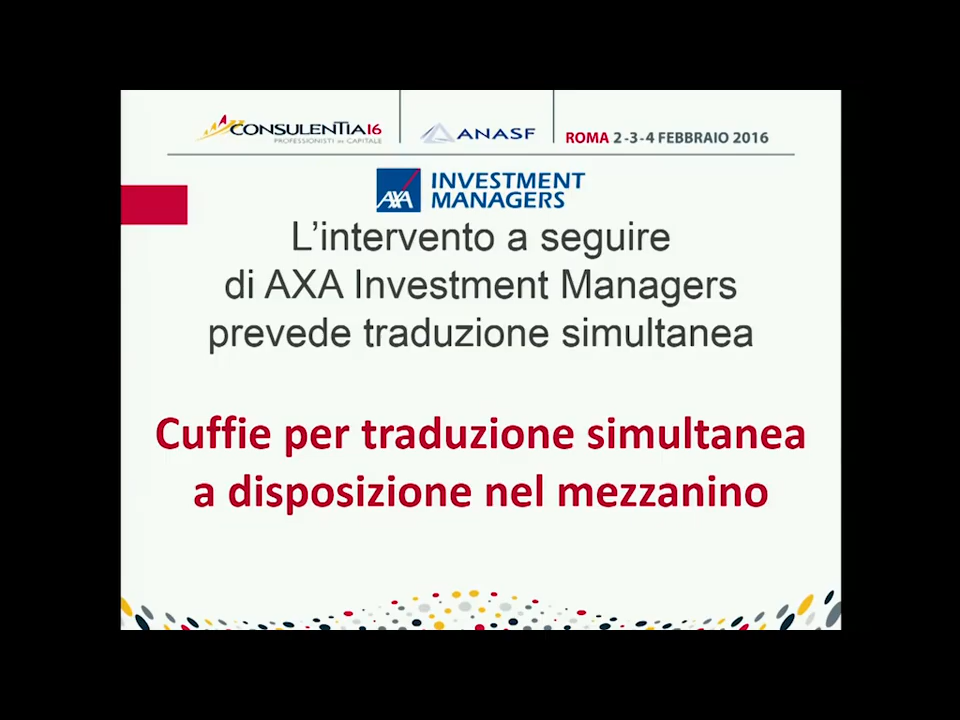 CONSULENTIA16
PROFESSIONISTI IN CAPITALE
ANASF
ROMA 2-3-4 FEBBRAIO 2016
AXA
INVESTMENT
MANAGERS
L'intervento a seguire
di AXA Investment Managers
prevede traduzione simultanea
Cuffie per traduzione simultanea
a disposizione nel mezzanino